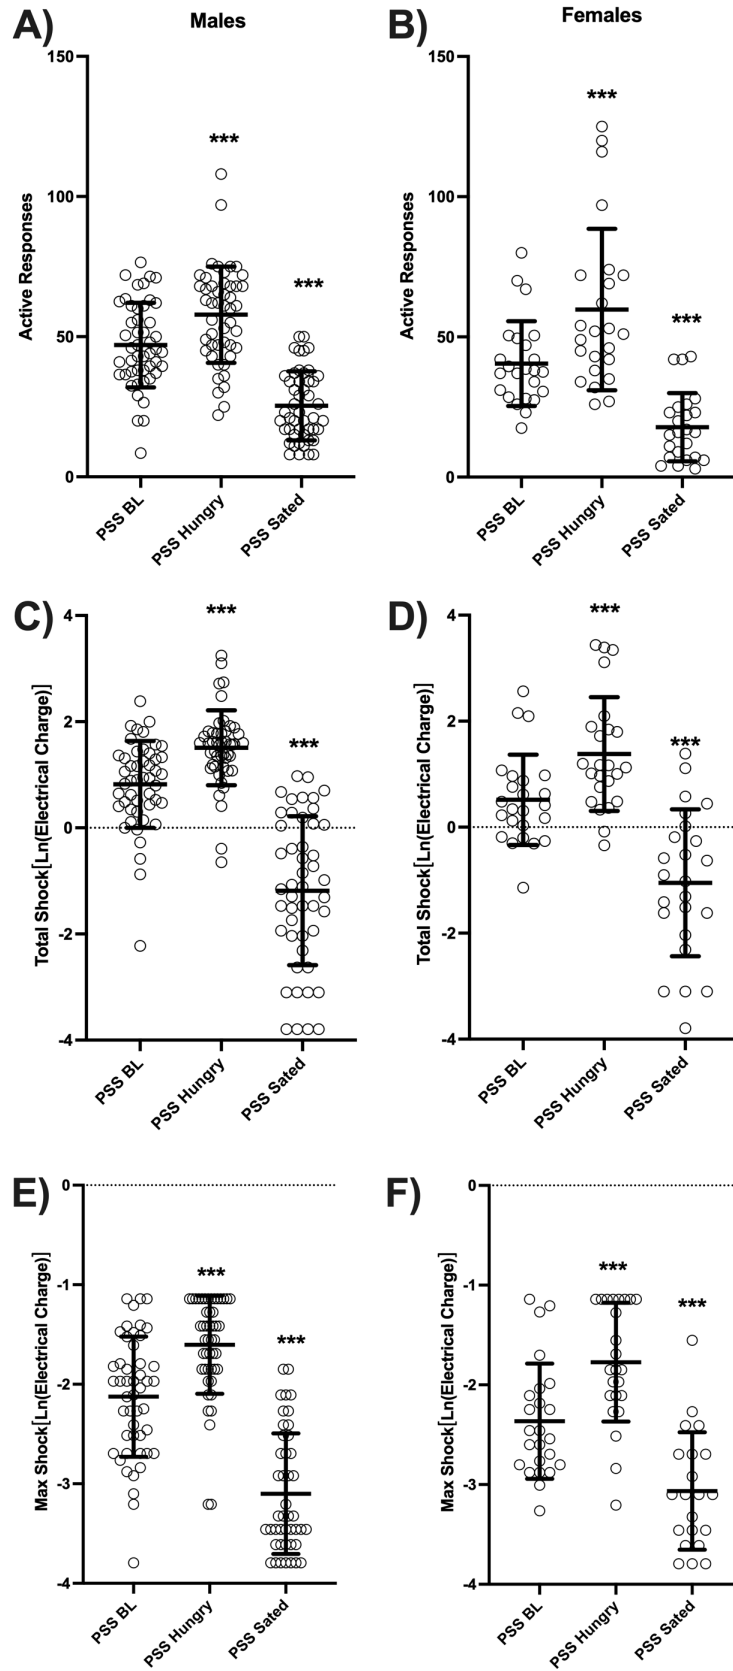 A) Males
B) Females
Active Responses
150
100
50
0
***
***
PSS BL
PSS Hungry
PSS Sated
Active Responses
150
100
50
0
***
***
PSS BL
PSS Hungry
PSS Sated
C)
Total Shock[Ln(Electrical Charge)]
4
2
0
-2
-4
***
***
PSS BL
PSS Hungry
PSS Sated
D)
Total Shock[Ln(Electrical Charge)]
4
2
0
-2
-4
***
***
PSS BL
PSS Hungry
PSS Sated
E)
Max Shock[Ln(Electrical Charge)]
0
-1
-2
-3
-4
***
***
PSS BL
PSS Hungry
PSS Sated
F)
Max Shock[Ln(Electrical Charge)]
0
-1
-2
-3
-4
***
***
PSS BL
PSS Hungry
PSS Sated